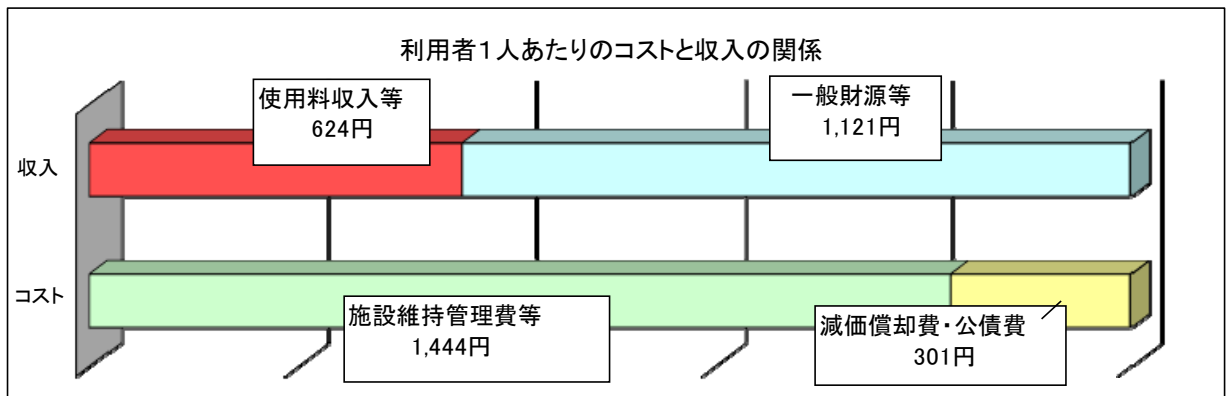 利用者１人あたりのコストと収入の関係
使用料収入等
624円
一般財源等
1,121円
収入
コスト
施設維持管理費等
1,444円
減価償却費・公債費
301円